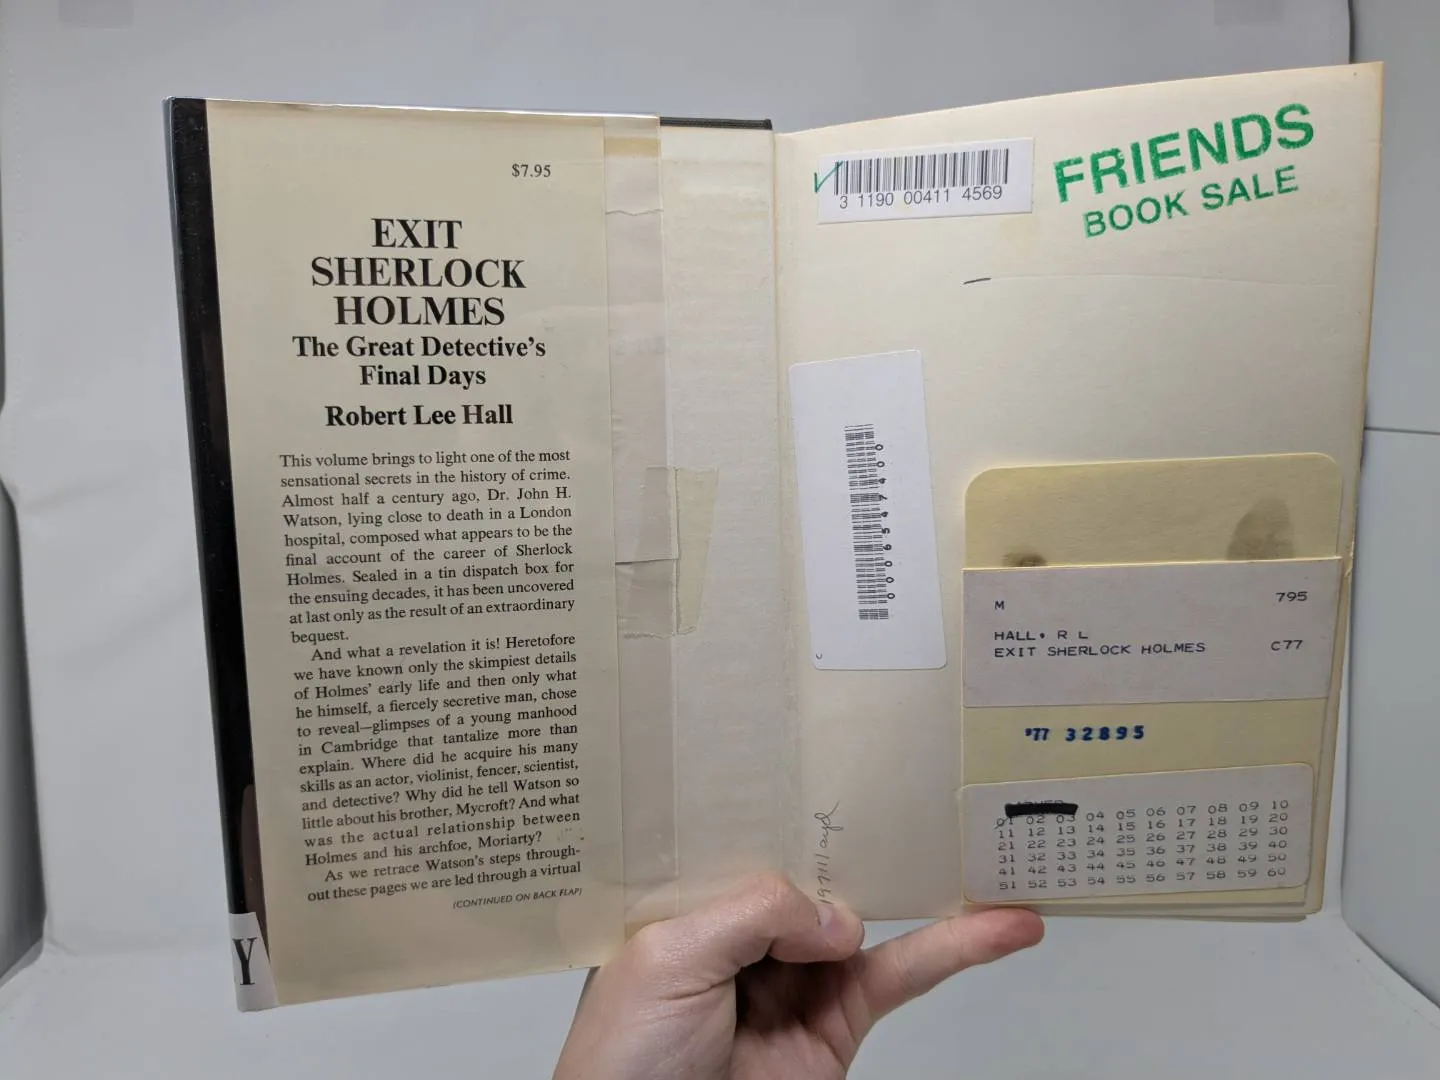 $7.95
EXIT
SHERLOCK
HOLMES
The Great Detective's
Final Days
Robert Lee Hall
This volume brings to light one of the most
sensational secrets in the history of crime.
Almost half a century ago, Dr. John H.
Watson, lying close to death in a London
hospital, composed what appears to be the
final account of the career of Sherlock
Holmes. Sealed in a tin dispatch box for
the ensuing decades, it has been uncovered
at last only as the result of an extraordinary
bequest.
And what a revelation it is! Heretofore
we have known only the skimpiest details
of Holmes' early life and then only what
he himself, a fiercely secretive man, chose
to reveal—glimpses of a young manhood
in Cambridge that tantalize more than
explain. Where did he acquire his many
skills as an actor, violinist, fencer, scientist,
and detective? Why did he tell Watson so
little about his brother, Mycroft? And what
was the actual relationship between
Holmes and his archfoe, Moriarty?
As we retrace Watson's steps through-
out these pages we are led through a virtual
(CONTINUED ON BACK FLAP)
Y
3 1190 00411 4569
FRIENDS
BOOK SALE
000654700
M 795
HALL, R L
EXIT SHERLOCK HOLMES C77
'77 32895
01 02 03 04 05 06 07 08 09 10
11 12 13 14 15 16 17 18 19 20
21 22 23 24 25 26 27 28 29 30
31 32 33 34 35 36 37 38 39 40
41 42 43 44 45 46 47 48 49 50
51 52 53 54 55 56 57 58 59 60